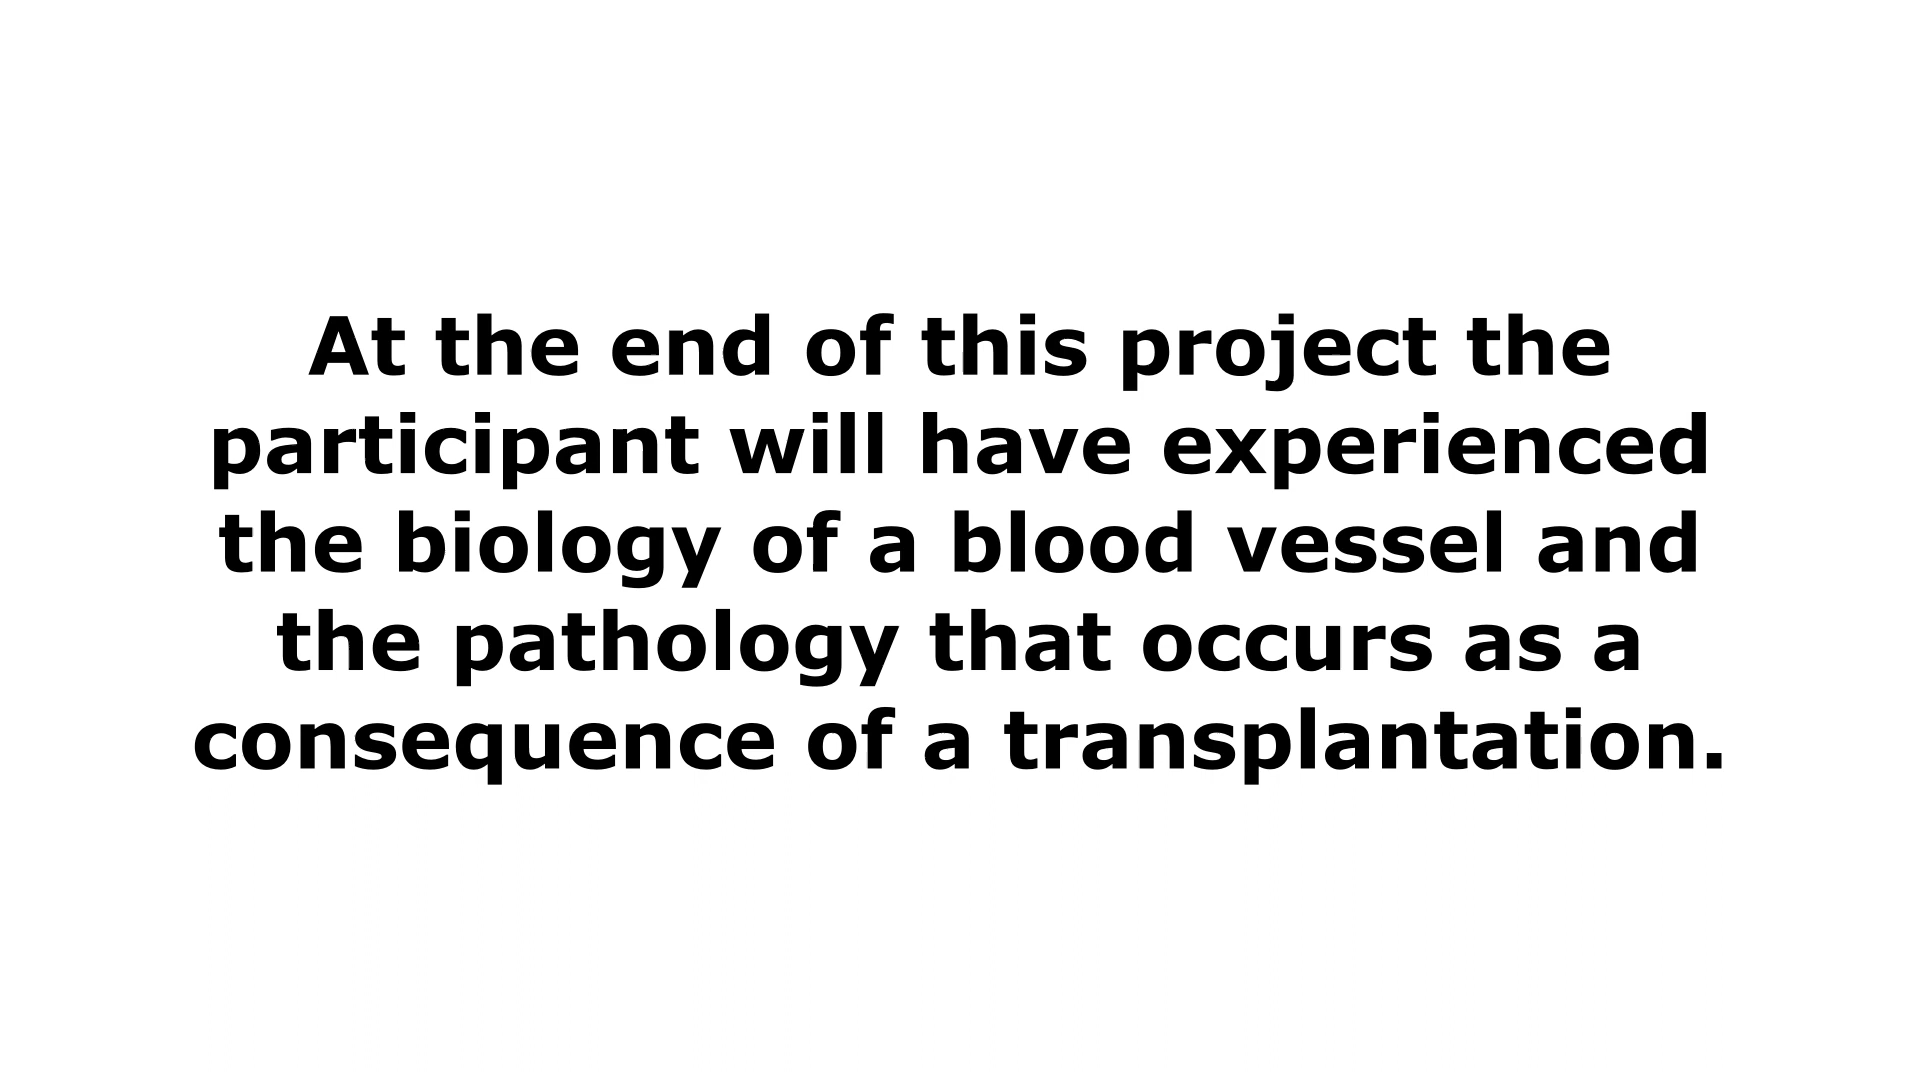 At the end of this project the
participant will have experienced
the biology of a blood vessel and
the pathology that occurs as a
consequence of a transplantation.